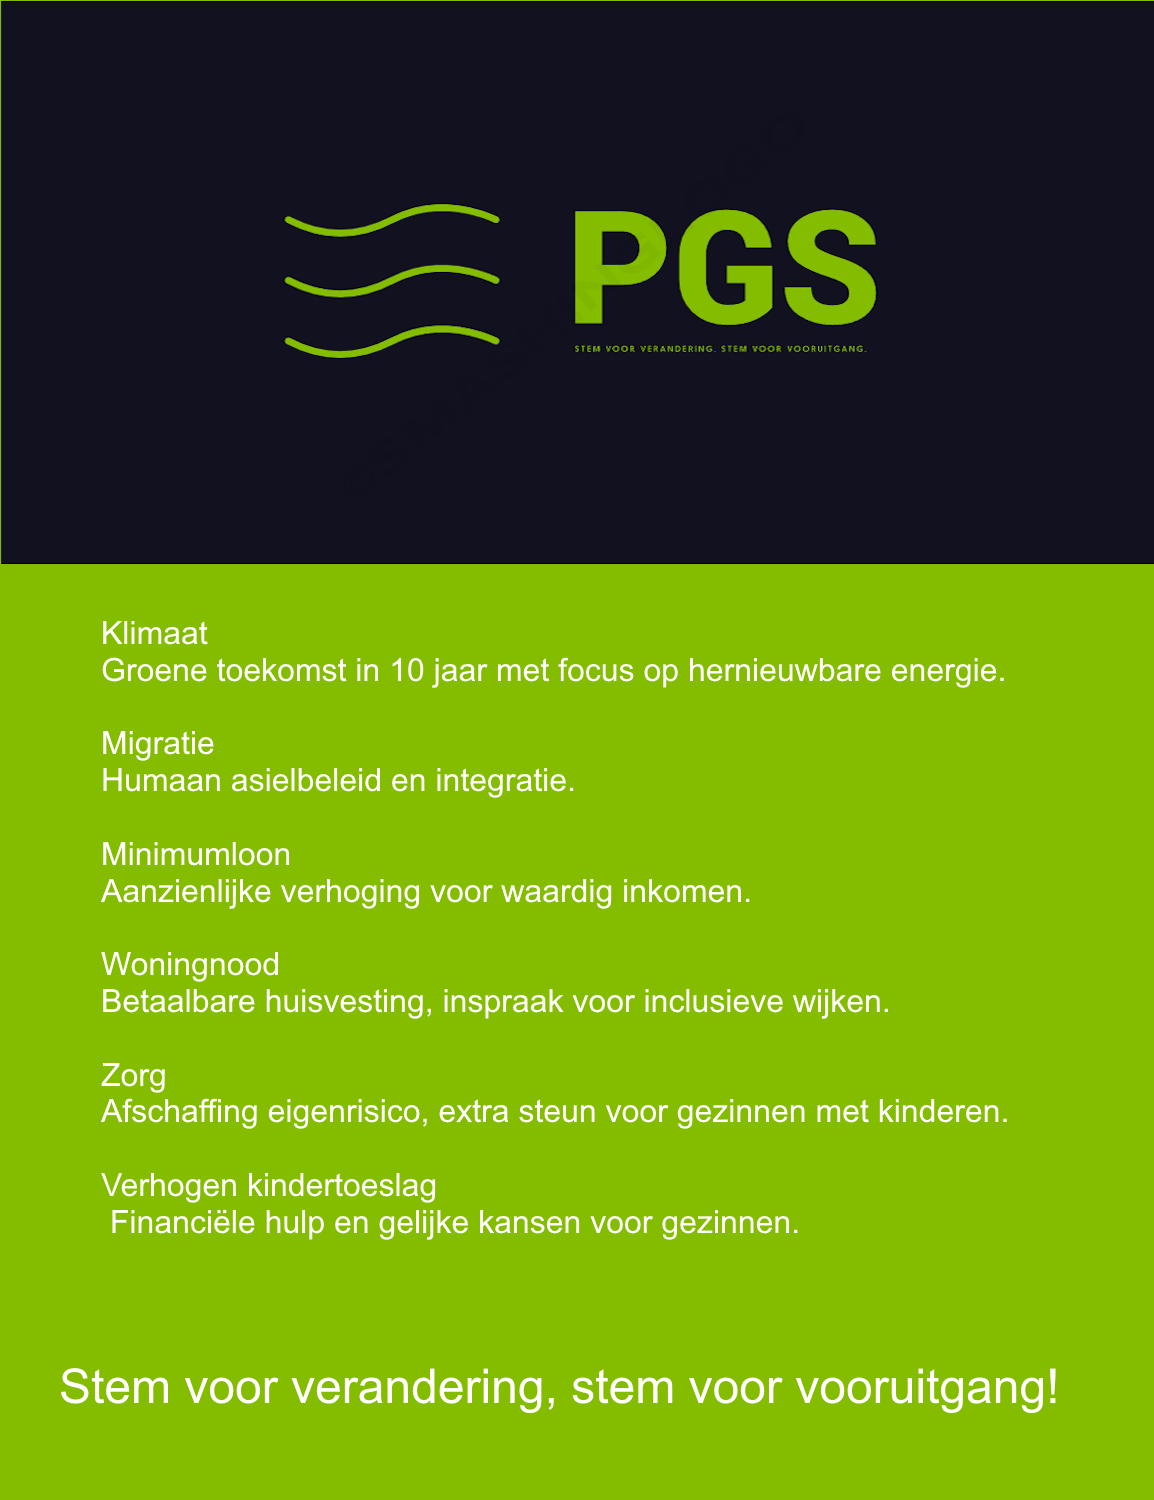 PGS
STEM VOOR VERANDERING. STEM VOOR VOORUITGANG.
Klimaat
Groene toekomst in 10 jaar met focus op hernieuwbare energie.
Migratie
Humaan asielbeleid en integratie.
Minimumloon
Aanzienlijke verhoging voor waardig inkomen.
Woningnood
Betaalbare huisvesting, inspraak voor inclusieve wijken.
Zorg
Afschaffing eigenrisico, extra steun voor gezinnen met kinderen.
Verhogen kindertoeslag
Financiële hulp en gelijke kansen voor gezinnen.
Stem voor verandering, stem voor vooruitgang!